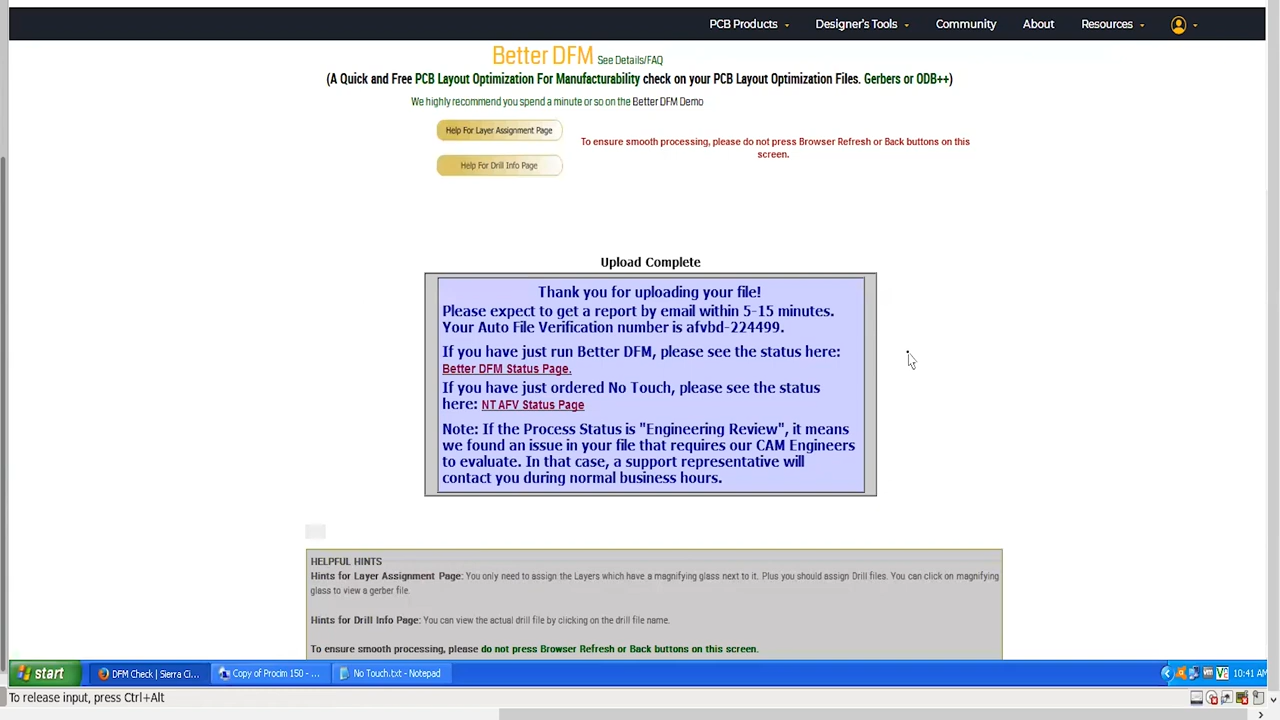 PCB Products Designer's Tools Community About Resources
Better DFM See Details/FAQ
(A Quick and Free PCB Layout Optimization For Manufacturability check on your PCB Layout Optimization Files. Gerbers or ODB++)
We highly recommend you spend a minute or so on the Better DFM Demo
Help For Layer Assignment Page
Help For Drill Info Page
To ensure smooth processing, please do not press Browser Refresh or Back buttons on this
screen.
Upload Complete
Thank you for uploading your file!
Please expect to get a report by email within 5-15 minutes.
Your Auto File Verification number is afvbd-224499.
If you have just run Better DFM, please see the status here:
Better DFM Status Page.
If you have just ordered No Touch, please see the status
here: NT AFV Status Page
Note: If the Process Status is "Engineering Review", it means
we found an issue in your file that requires our CAM Engineers
to evaluate. In that case, a support representative will
contact you during normal business hours.
HELPFUL HINTS
Hints for Layer Assignment Page: You only need to assign the Layers which have a magnifying glass next to it. Plus you should assign Drill files. You can click on magnifying
glass to view a gerber file.
Hints for Drill Info Page: You can view the actual drill file by clicking on the drill file name.
To ensure smooth processing, please do not press Browser Refresh or Back buttons on this screen.
start DFM Check | Sierra Ci... Copy of Procim 150 - ... No Touch.txt - Notepad 10:41 AM
To release input, press Ctrl+Alt